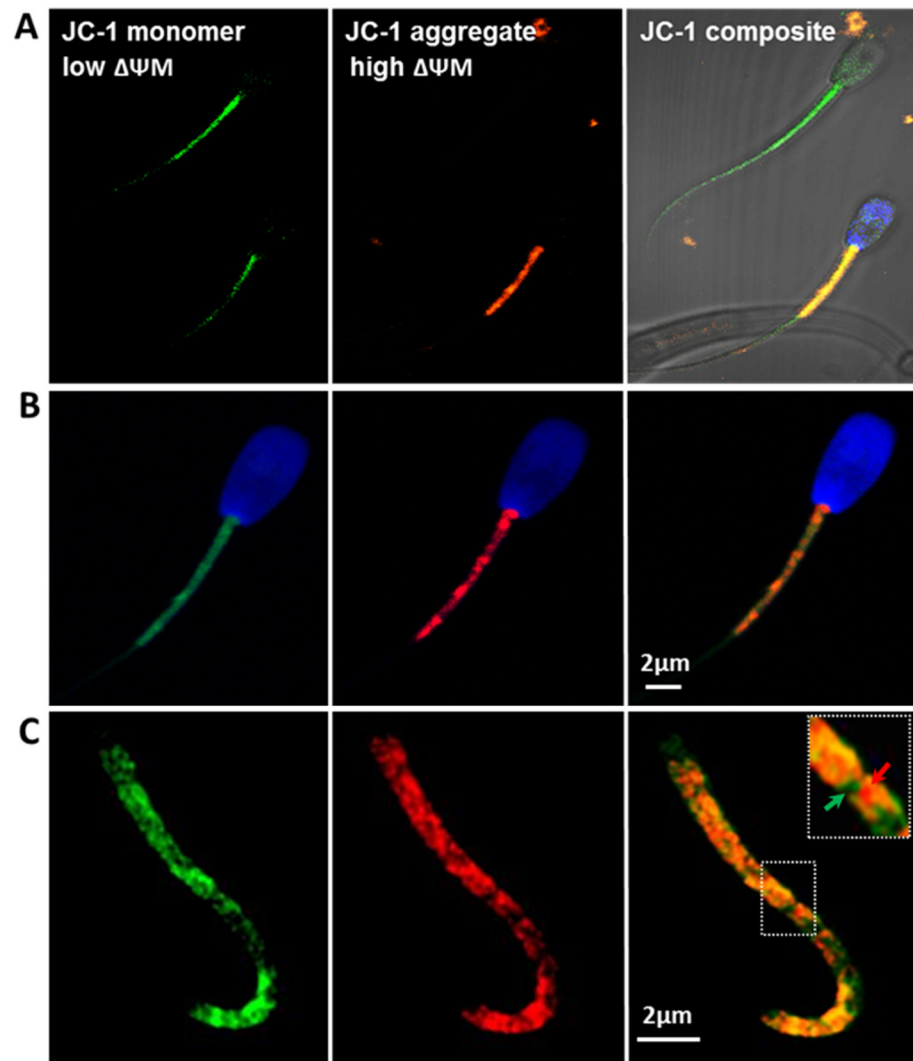 A
JC-1 monomer
low ΔΨM
JC-1 aggregate
high ΔΨM
JC-1 composite
B
2μm
C
2μm